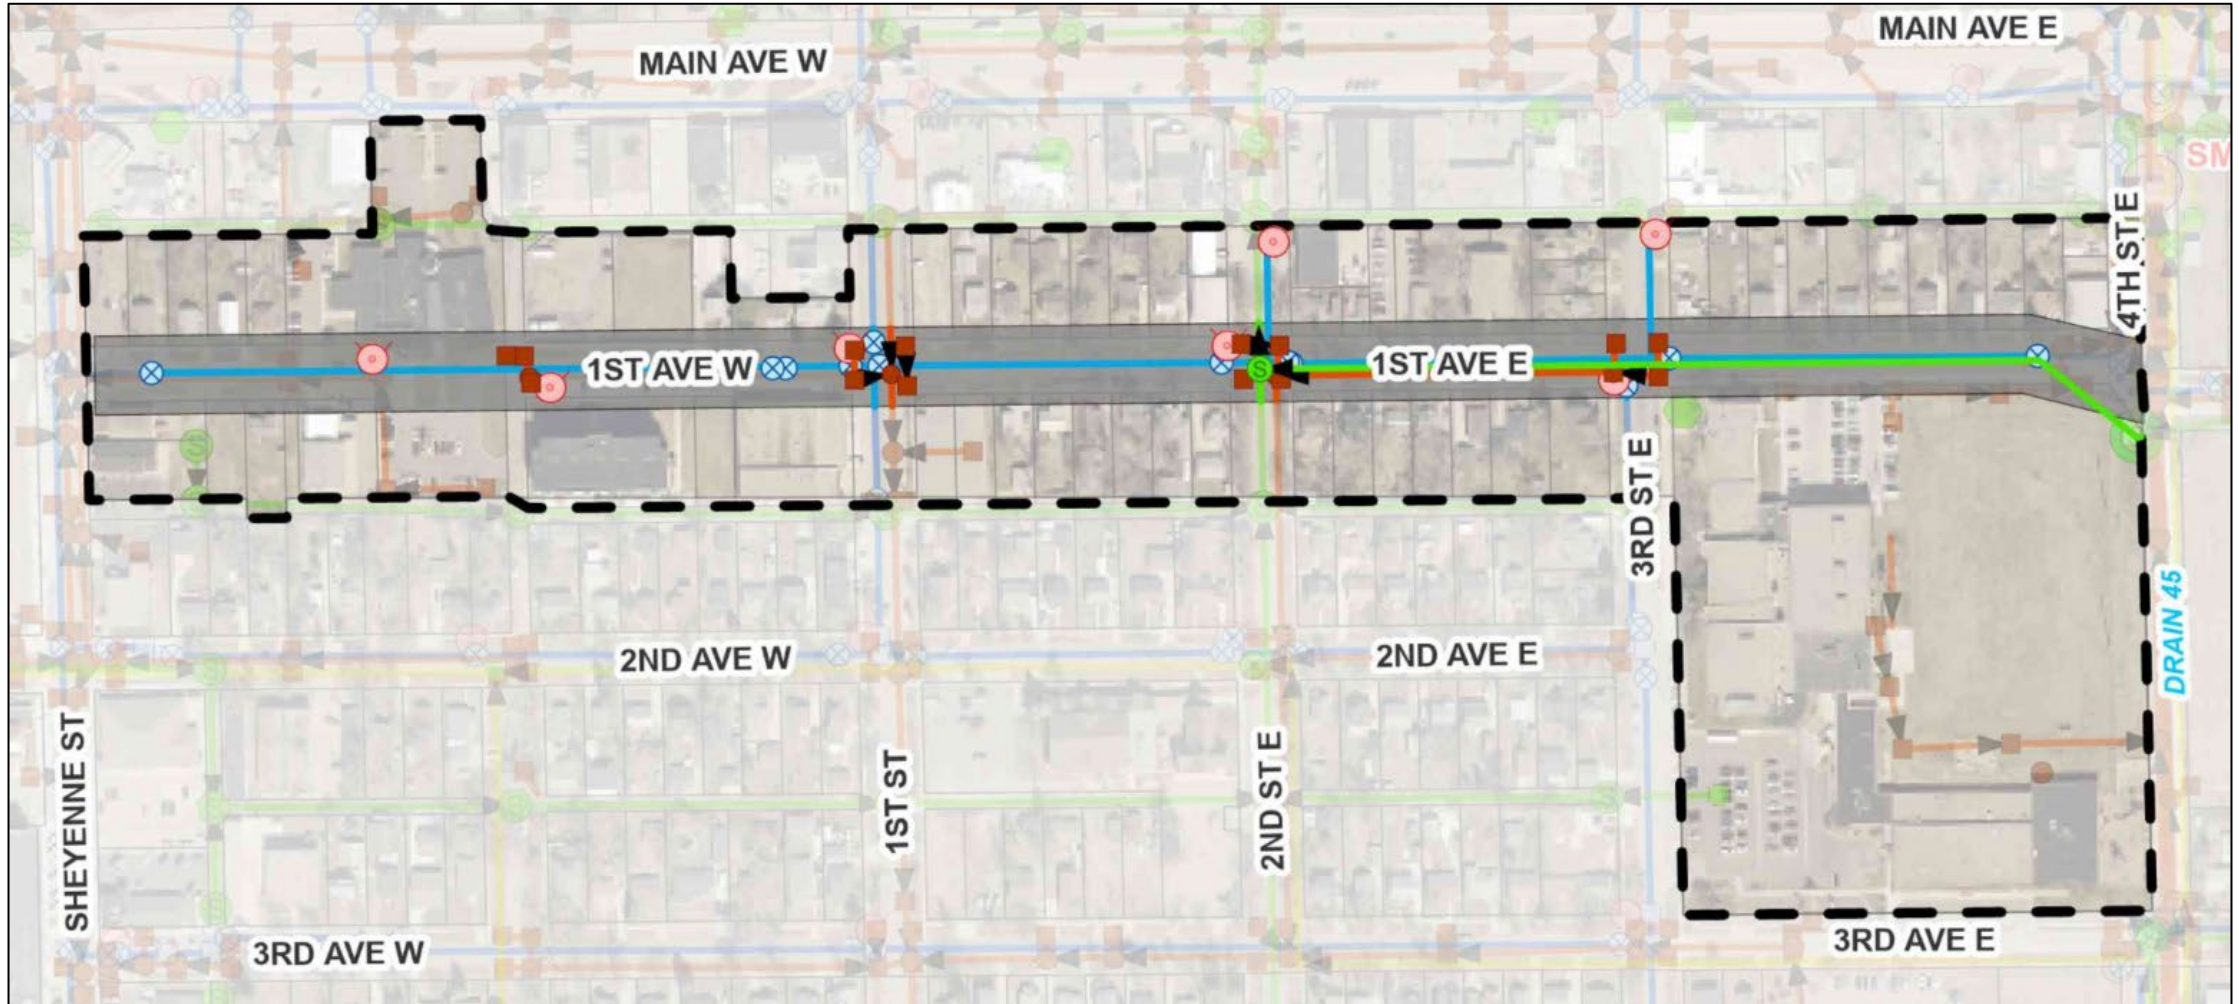 MAIN AVE E
MAIN AVE W
SM
4TH ST E
1ST AVE W
1ST AVE E
3RD ST E
DRAIN 45
2ND AVE W
2ND AVE E
SHEYENNE ST
1ST ST
2ND ST E
3RD AVE W
3RD AVE E
S
S